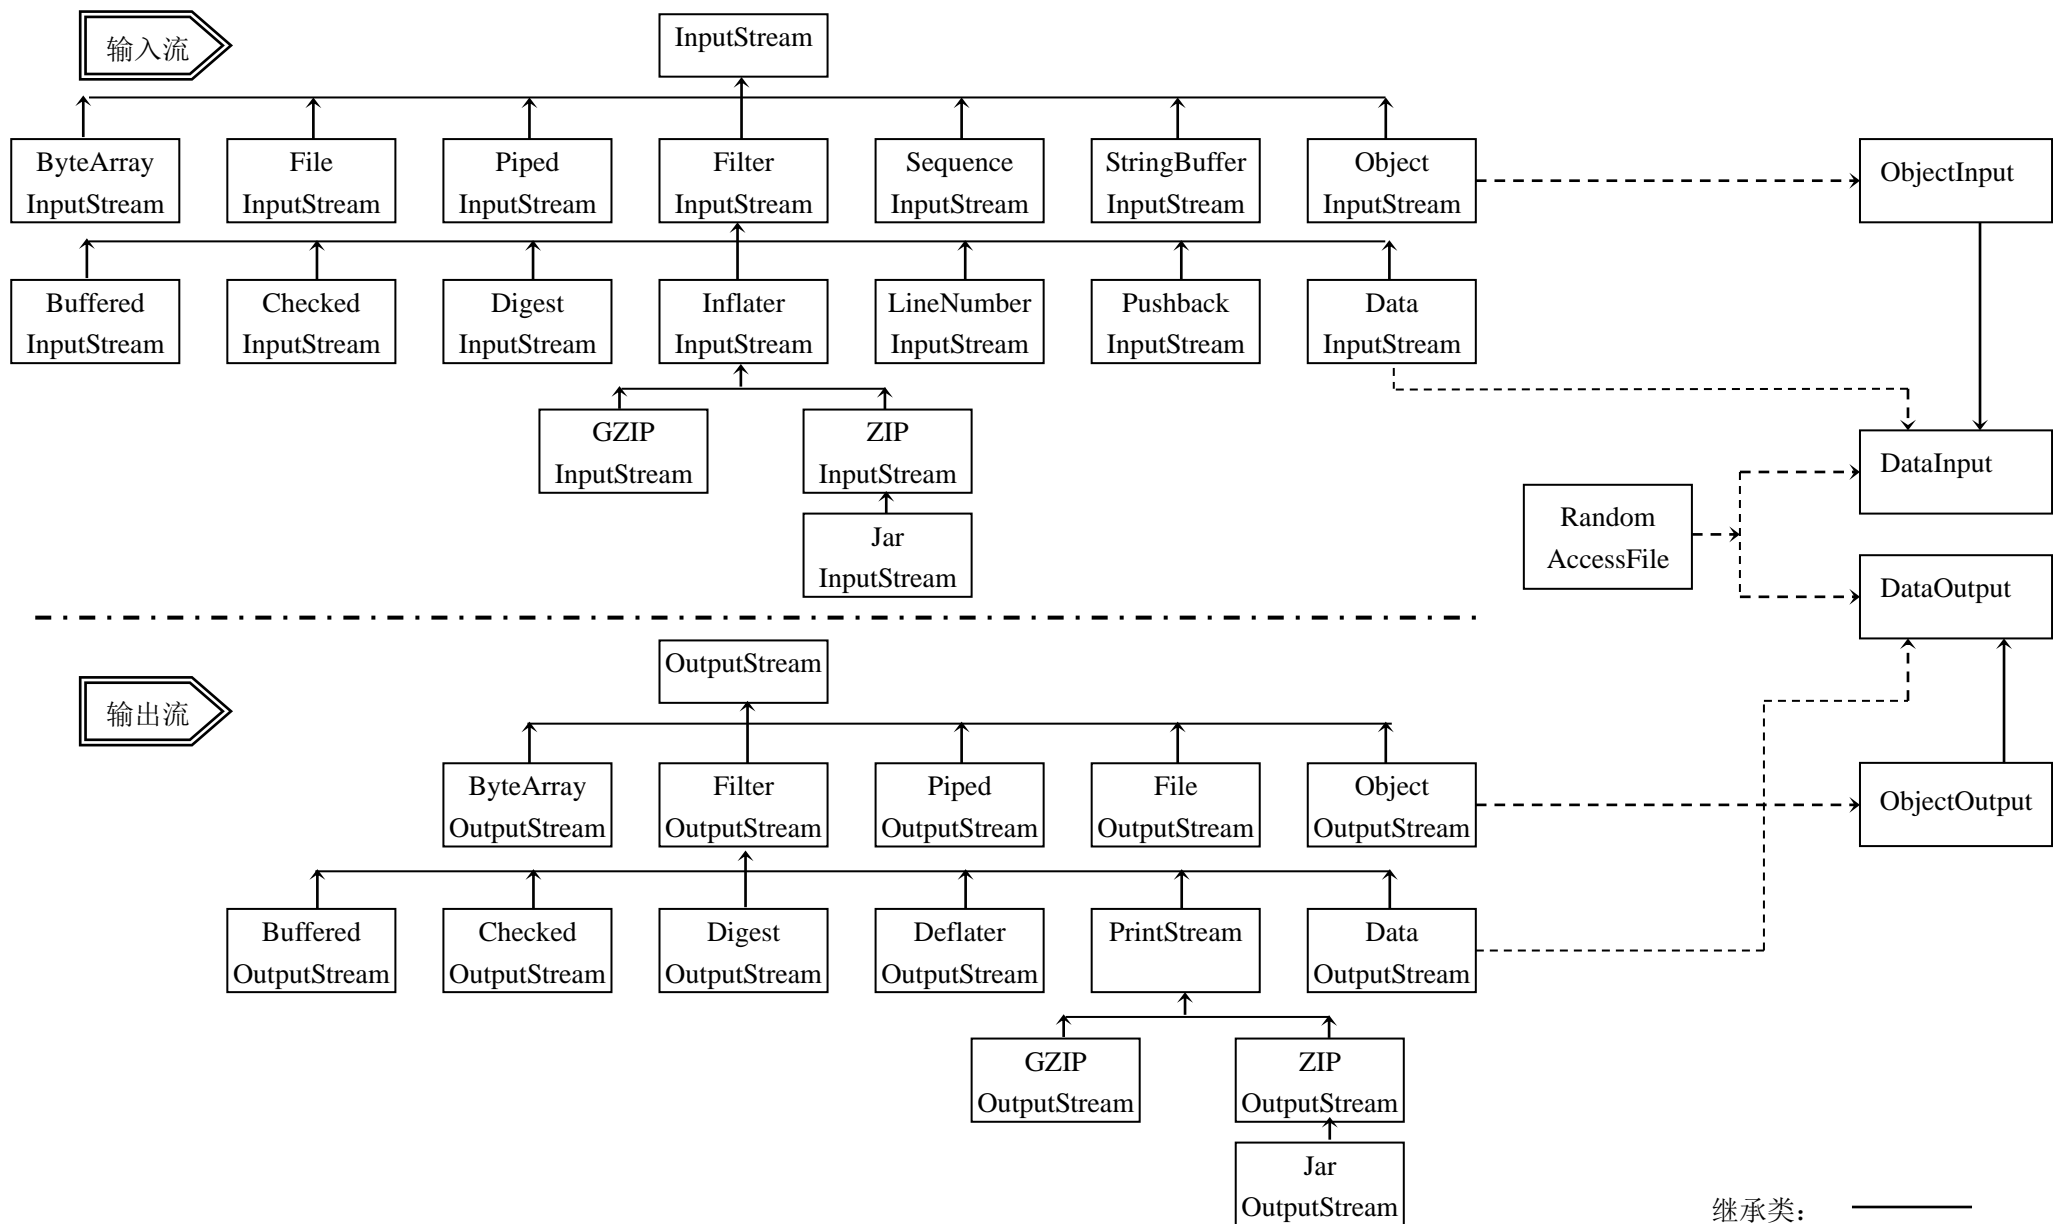 输入流
InputStream
ByteArray
InputStream
File
InputStream
Piped
InputStream
Filter
InputStream
Sequence
InputStream
StringBuffer
InputStream
Object
InputStream
ObjectInput
Buffered
InputStream
Checked
InputStream
Digest
InputStream
Inflater
InputStream
LineNumber
InputStream
Pushback
InputStream
Data
InputStream
GZIP
InputStream
ZIP
InputStream
Jar
InputStream
DataInput
Random
AccessFile
DataOutput
输出流
OutputStream
ByteArray
OutputStream
Filter
OutputStream
Piped
OutputStream
File
OutputStream
Object
OutputStream
ObjectOutput
Buffered
OutputStream
Checked
OutputStream
Digest
OutputStream
Deflater
OutputStream
PrintStream
Data
OutputStream
GZIP
OutputStream
ZIP
OutputStream
Jar
OutputStream
继承类：